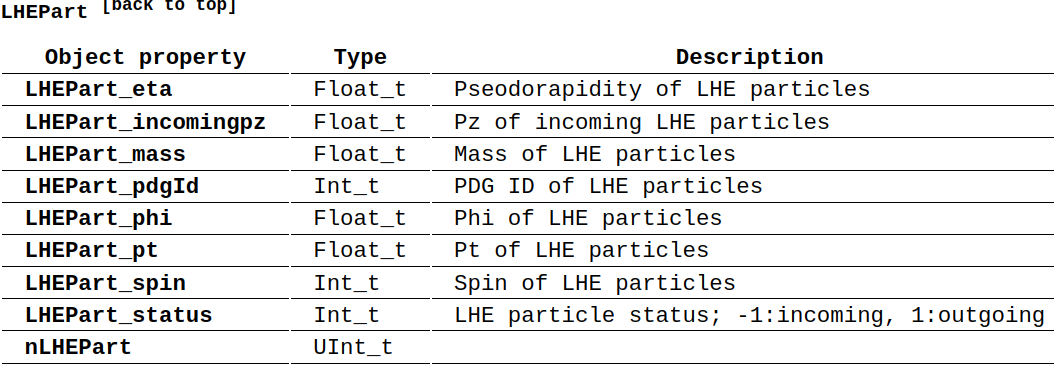 LHEPart [back to top]
Object property Type Description
LHEPart_eta Float_t Pseodorapidity of LHE particles
LHEPart_incomingpz Float_t Pz of incoming LHE particles
LHEPart_mass Float_t Mass of LHE particles
LHEPart_pdgId Int_t PDG ID of LHE particles
LHEPart_phi Float_t Phi of LHE particles
LHEPart_pt Float_t Pt of LHE particles
LHEPart_spin Int_t Spin of LHE particles
LHEPart_status Int_t LHE particle status; -1:incoming, 1:outgoing
nLHEPart UInt_t